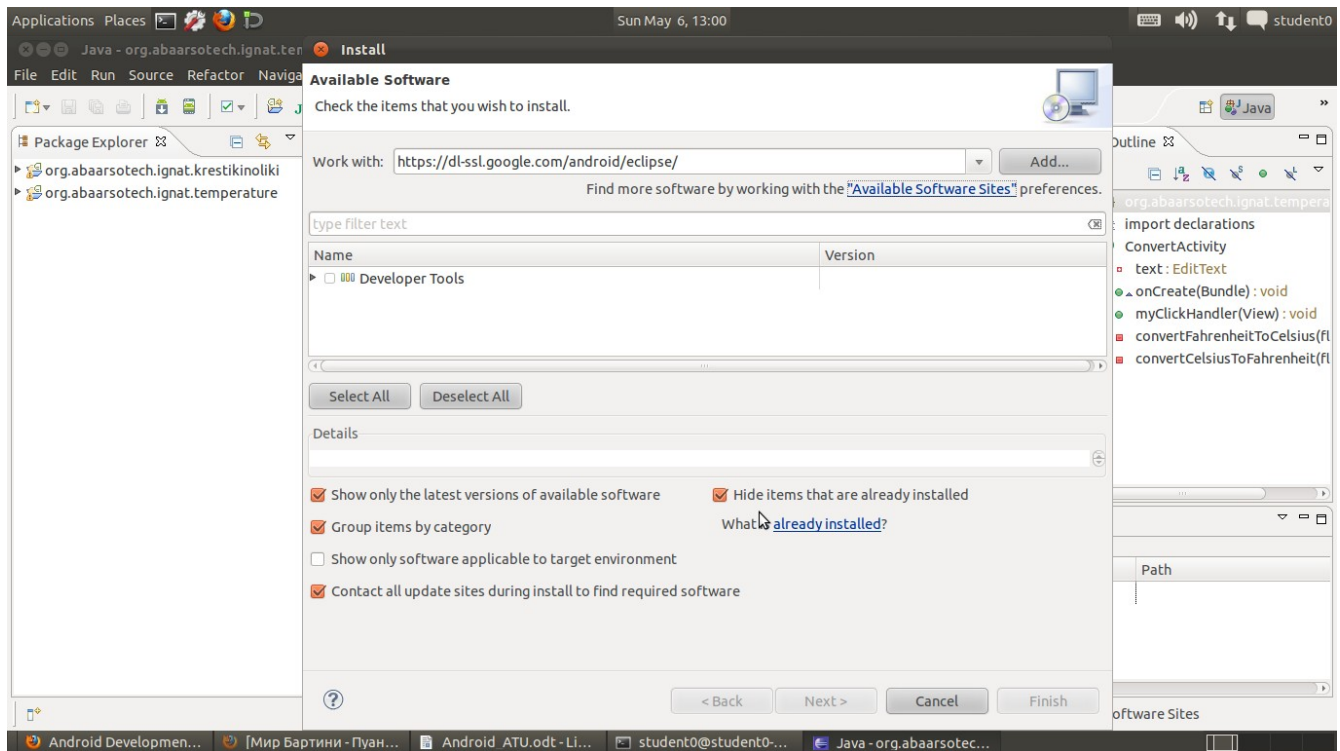 Applications Places
Sun May 6, 13:00
student0
Java - org.abaarsotech.ignat.ten
Install
File Edit Run Source Refactor Naviga
Available Software
Check the items that you wish to install.
Java
Package Explorer
Work with: https://dl-ssl.google.com/android/eclipse/ Add...
Outline
Find more software by working with the "Available Software Sites" preferences.
org.abaarsotech.ignat.krestikinoliki
org.abaarsotech.ignat.temperature
org.abaarsotech.ignat.tempera
type filter text
import declarations
Name Version
ConvertActivity
Developer Tools
text : EditText
onCreate(Bundle) : void
myClickHandler(View) : void
convertFahrenheitToCelsius(fl
convertCelsiusToFahrenheit(fl
Select All Deselect All
Details
Show only the latest versions of available software
Hide items that are already installed
Group items by category
What is already installed?
Show only software applicable to target environment
Path
Contact all update sites during install to find required software
< Back Next > Cancel Finish
oftware Sites
Android Developmen... [Мир Бартини - Пуан... Android_ATU.odt - Li... student0@student0-... Java - org.abaarsotec...